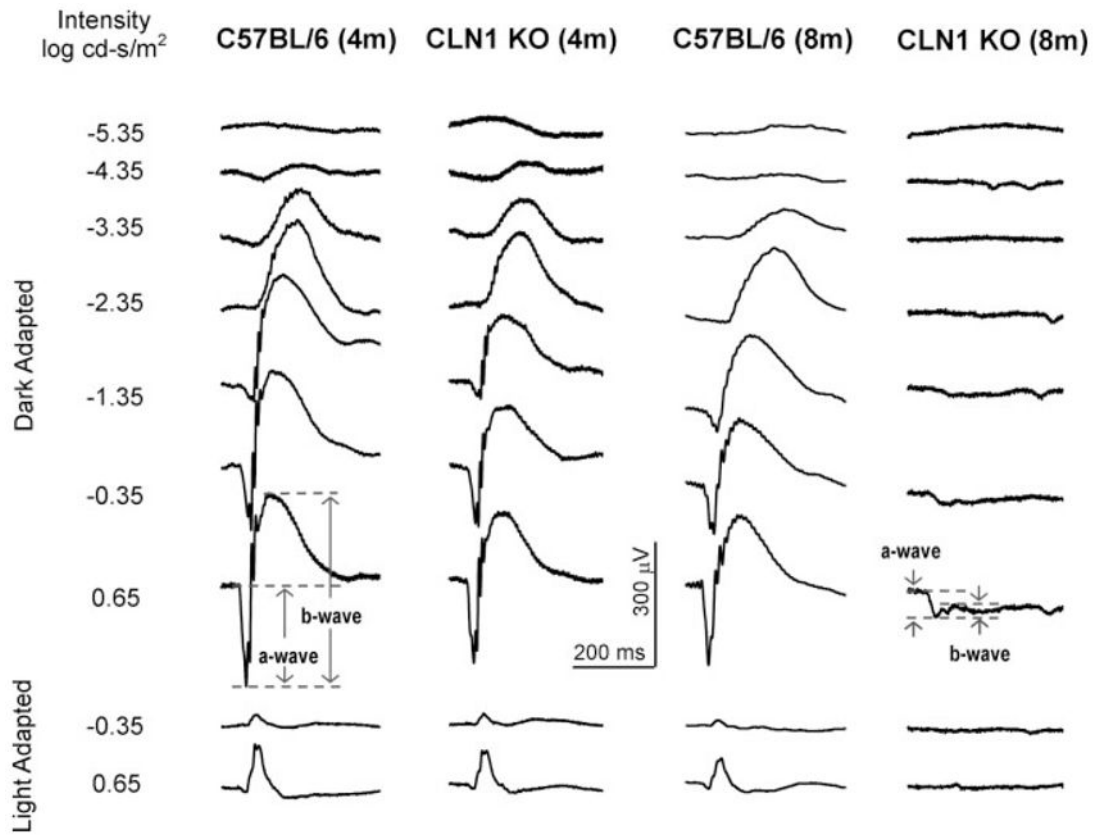 Intensity
log cd-s/m²
C57BL/6 (4m)
CLN1 KO (4m)
C57BL/6 (8m)
CLN1 KO (8m)
Dark Adapted
-5.35
-4.35
-3.35
-2.35
-1.35
-0.35
0.65
a-wave
b-wave
300 µV
200 ms
a-wave
b-wave
Light Adapted
-0.35
0.65